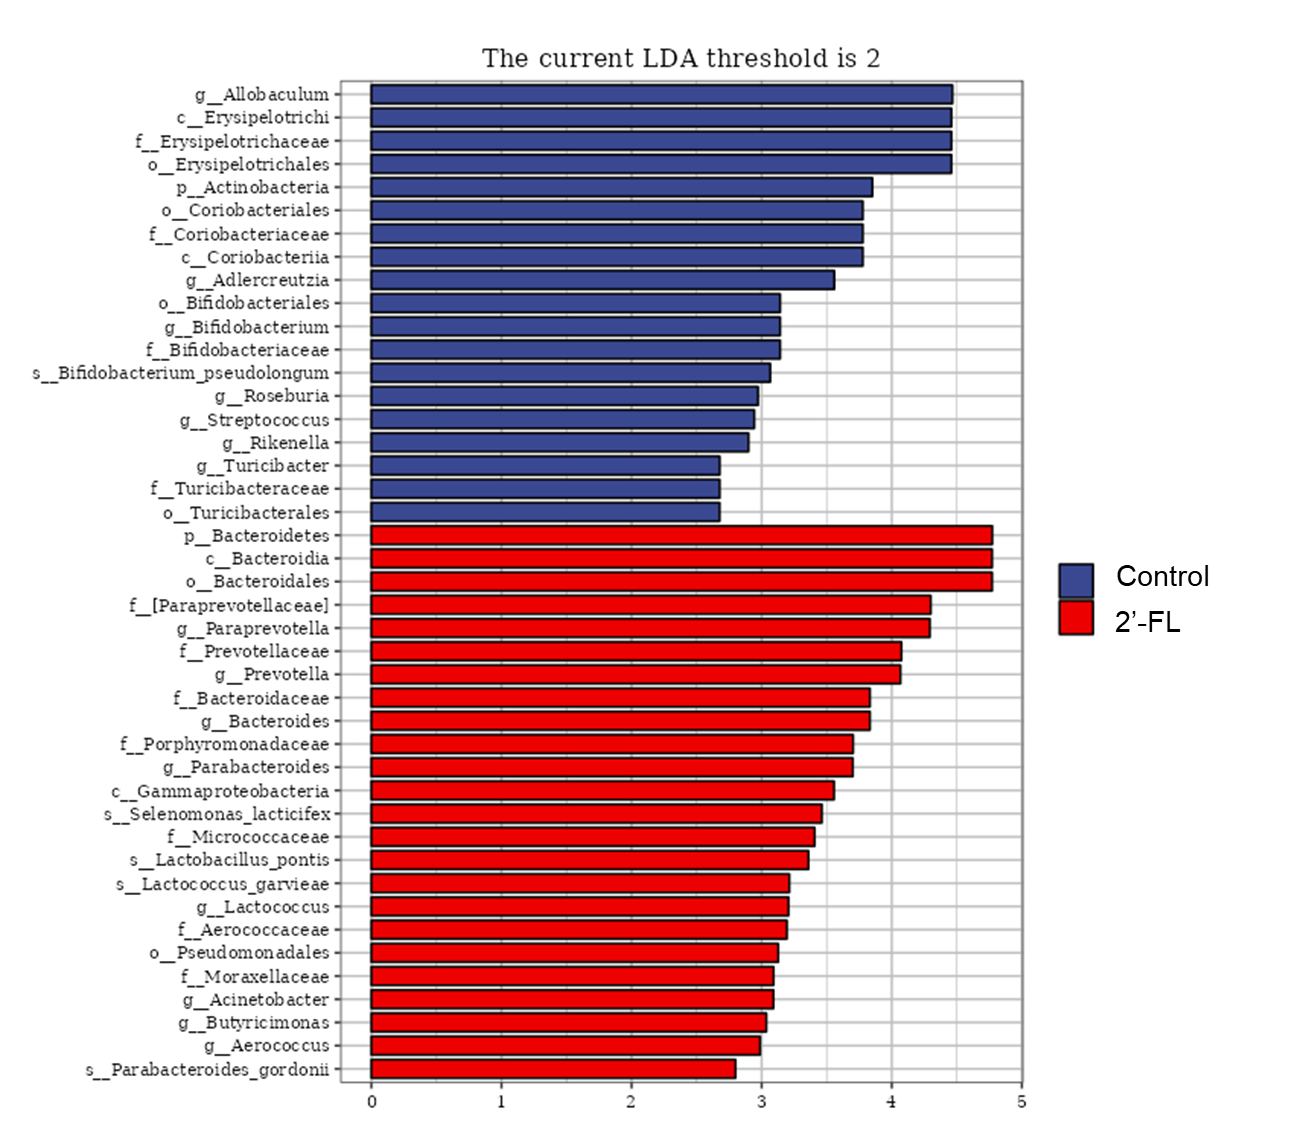 The current LDA threshold is 2
g__Allobaculum
c__Erysipelotrichi
f__Erysipelotrichaceae
o__Erysipelotrichales
p__Actinobacteria
o__Coriobacteriales
f__Coriobacteriaceae
c__Coriobacteriia
g__Adlercreutzia
o__Bifidobacteriales
g__Bifidobacterium
f__Bifidobacteriaceae
s__Bifidobacterium_pseudolongum
g__Roseburia
g__Streptococcus
g__Rikenella
g__Turicibacter
f__Turicibacteraceae
o__Turicibacterales
p__Bacteroidetes
c__Bacteroidia
o__Bacteroidales
f__[Paraprevotellaceae]
g__Paraprevotella
f__Prevotellaceae
g__Prevotella
f__Bacteroidaceae
g__Bacteroides
f__Porphyromonadaceae
g__Parabacteroides
c__Gammaproteobacteria
s__Selenomonas_lacticifex
f__Micrococcaceae
s__Lactobacillus_pontis
s__Lactococcus_garvieae
g__Lactococcus
f__Aerococcaceae
o__Pseudomonadales
f__Moraxellaceae
g__Acinetobacter
g__Butyricimonas
g__Aerococcus
s__Parabacteroides_gordonii
0 1 2 3 4 5
Control
2’-FL